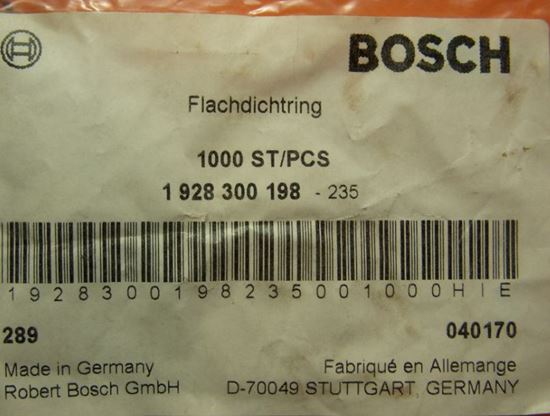 BOSCH
Flachdichtring
1000 ST/PCS
1 928 300 198 - 235
1928300198235001000HIE
289 040170
Made in Germany Fabriqué en Allemange
Robert Bosch GmbH D-70049 STUTTGART, GERMANY